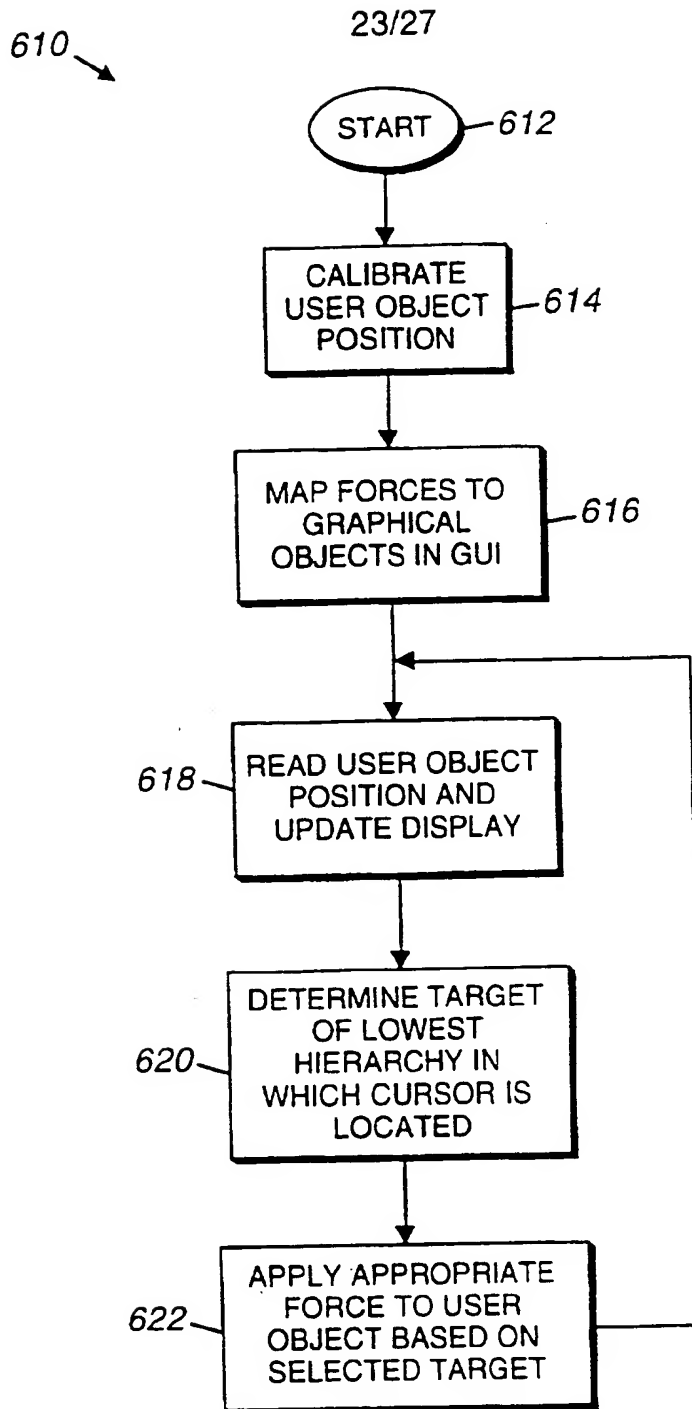 23/27
610
START
612
CALIBRATE
USER OBJECT
POSITION
614
MAP FORCES TO
GRAPHICAL
OBJECTS IN GUI
616
READ USER OBJECT
POSITION AND
UPDATE DISPLAY
618
DETERMINE TARGET
OF LOWEST
HIERARCHY IN
WHICH CURSOR IS
LOCATED
620
APPLY APPROPRIATE
FORCE TO USER
OBJECT BASED ON
SELECTED TARGET
622